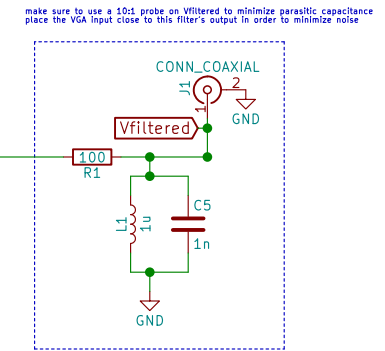 make sure to use a 10:1 probe on Vfiltered to minimize parasitic capacitance
place the VGA input close to this filter's output in order to minimize noise
CONN_COAXIAL
J1
2
1
GND
Vfiltered
100
R1
L1
1u
C5
1n
GND